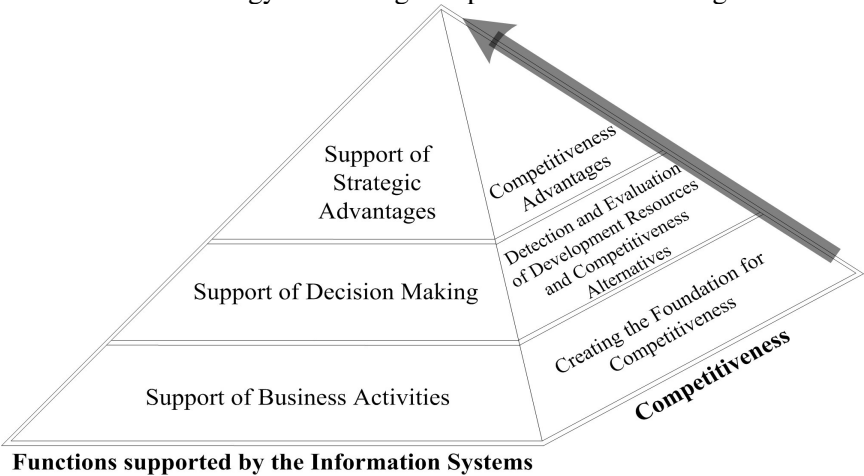 Support of
Strategic
Advantages
Competitiveness
Advantages
Support of Decision Making
Detection and Evaluation
of Development Resources
and Competitiveness
Alternatives
Support of Business Activities
Creating the Foundation for
Competitiveness
Competitiveness
Functions supported by the Information Systems